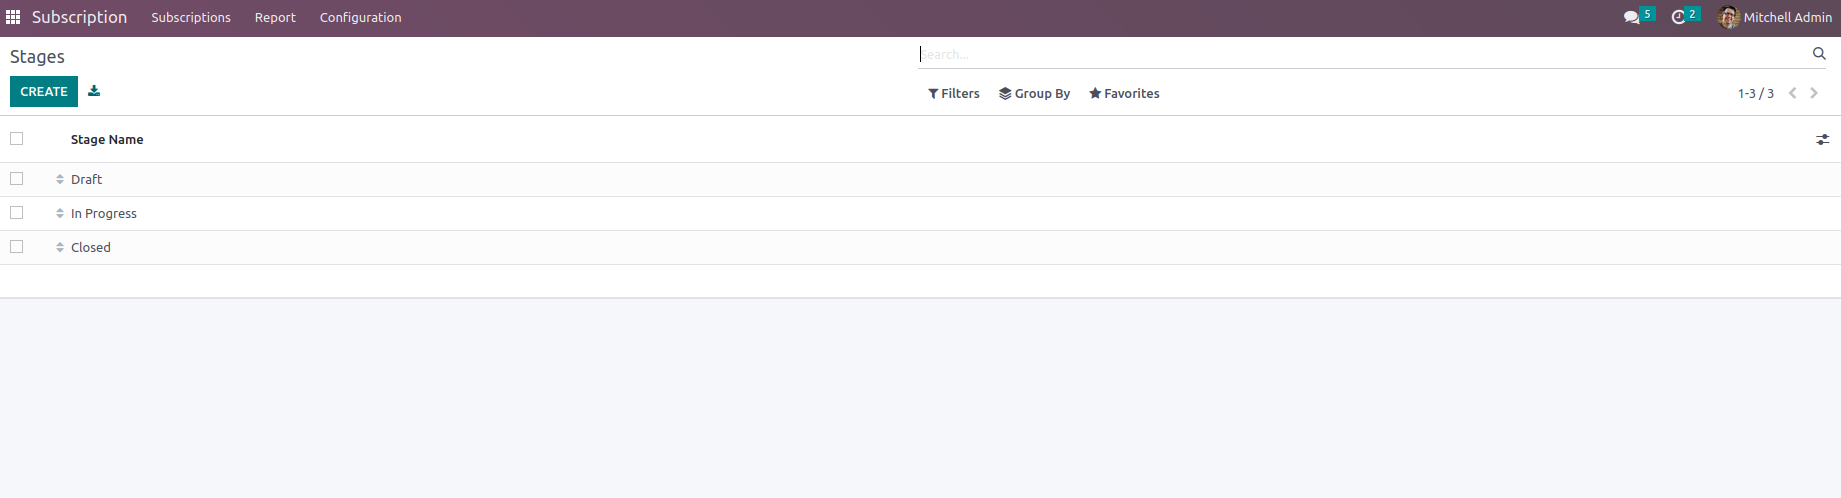 Subscription Subscriptions Report Configuration 5 2 Mitchell Admin
Stages
Search...
CREATE
Filters Group By Favorites 1-3 / 3
Stage Name
Draft
In Progress
Closed